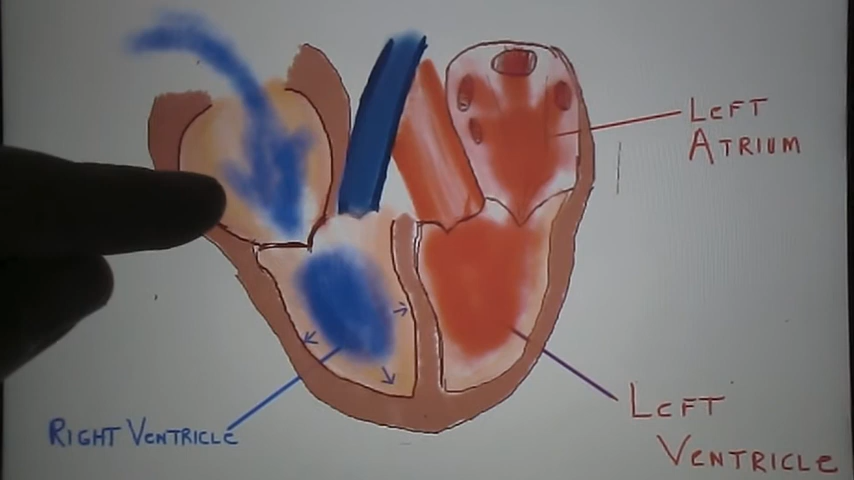 LEFT
ATRIUM
RIGHT VENTRICLE
LEFT
VENTRICLE